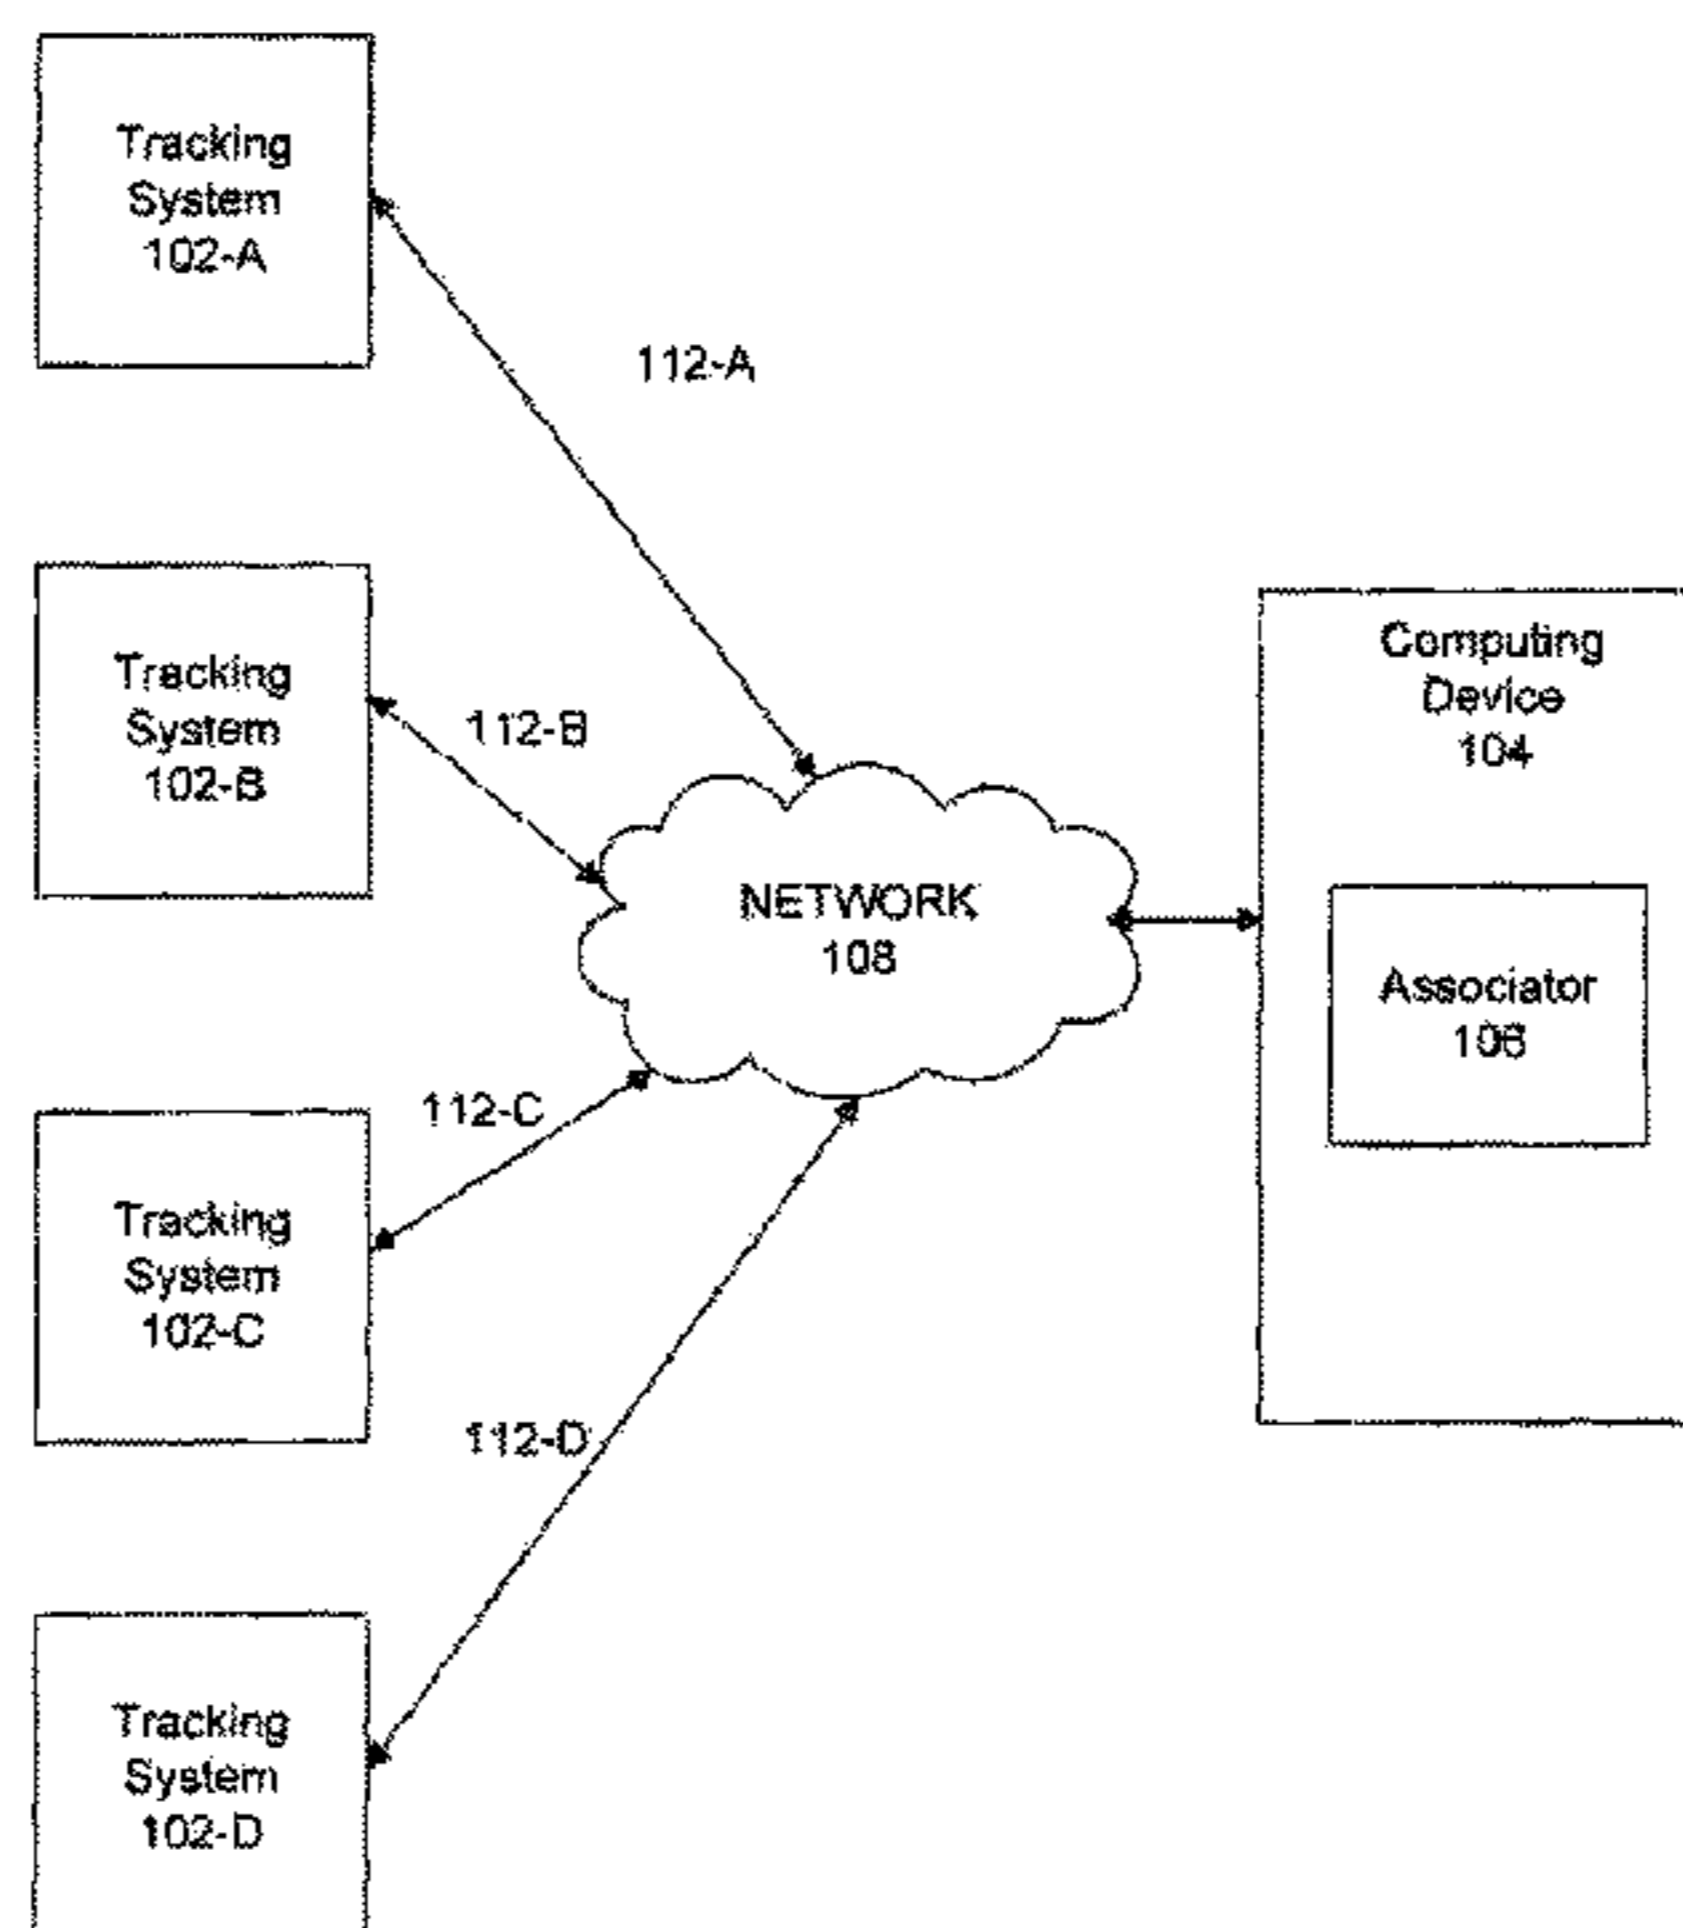 Tracking
System
102-A
112-A
Tracking
System
102-B
112-B
Computing
Device
104
NETWORK
108
Associator
106
112-C
Tracking
System
102-C
112-D
Tracking
System
102-D